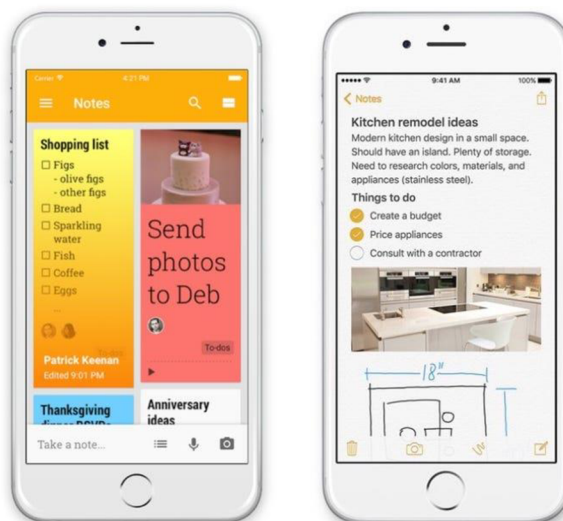 Carrier 4:21 PM
Notes
Shopping list
☐ Figs
- olive figs
- other figs
☐ Bread
☐ Sparkling
water
☐ Fish
☐ Coffee
☐ Eggs
...
Patrick Keenan
Edited 9:01 PM
Send
photos
to Deb
To-dos
Thanksgiving
dinner RSVPs
Anniversary
ideas
Take a note...
9:41 AM 100%
Notes
Kitchen remodel ideas
Modern kitchen design in a small space.
Should have an island. Plenty of storage.
Need to research colors, materials, and
appliances (stainless steel).
Things to do
Create a budget
Price appliances
Consult with a contractor
18"